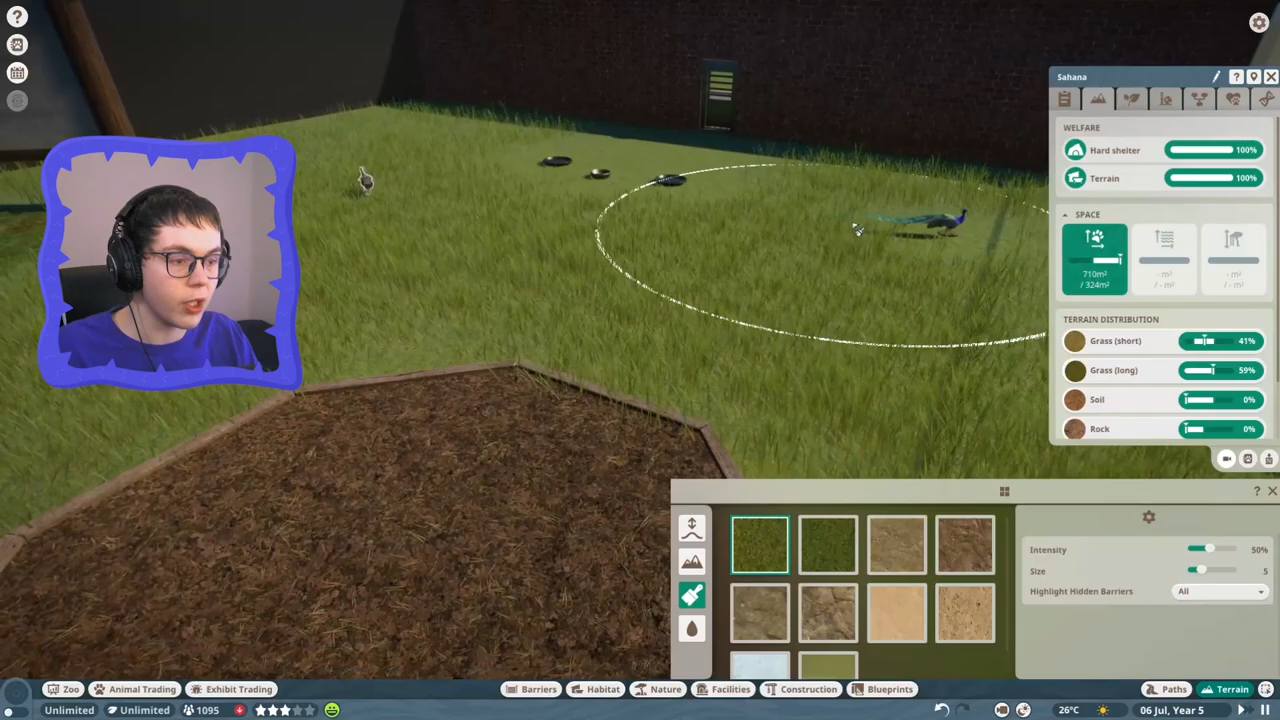 ?
Sahana
?
WELFARE
Hard shelter 100%
Terrain 100%
SPACE
710m² / 324m²
- m² / - m²
- m² / - m²
TERRAIN DISTRIBUTION
Grass (short) 41%
Grass (long) 59%
Soil 0%
Rock 0%
?
Intensity 50%
Size 5
Highlight Hidden Barriers All
Zoo Animal Trading Exhibit Trading Barriers Habitat Nature Facilities Construction Blueprints Paths Terrain
Unlimited Unlimited 1095 26°C 06 Jul, Year 5